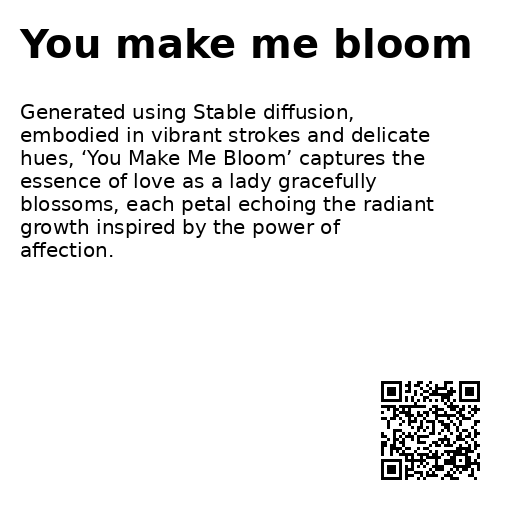 You make me bloom
Generated using Stable diffusion,
embodied in vibrant strokes and delicate
hues, ‘You Make Me Bloom’ captures the
essence of love as a lady gracefully
blossoms, each petal echoing the radiant
growth inspired by the power of
affection.